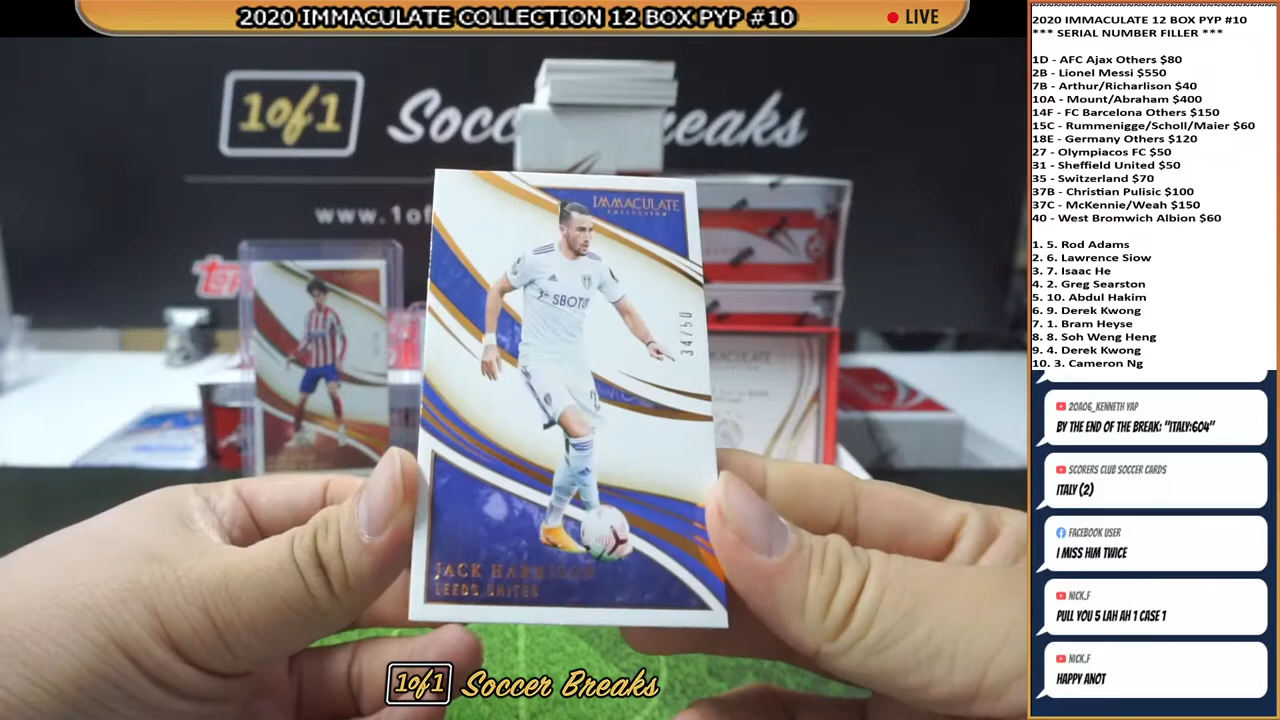 2020 IMMACULATE COLLECTION 12 BOX PYP #10
LIVE
1of1 Soccer Breaks
www.1of
IMMACULATE
COLLECTION
SBOTO
34/50
JACK HARRISON
LEEDS UNITED
IMMACULATE
1of1 Soccer Breaks
2020 IMMACULATE 12 BOX PYP #10
*** SERIAL NUMBER FILLER ***
1D - AFC Ajax Others $80
2B - Lionel Messi $550
7B - Arthur/Richarlison $40
10A - Mount/Abraham $400
14F - FC Barcelona Others $150
15C - Rummenigge/Scholl/Maier $60
18E - Germany Others $120
27 - Olympiacos FC $50
31 - Sheffield United $50
35 - Switzerland $70
37B - Christian Pulisic $100
37C - McKennie/Weah $150
40 - West Bromwich Albion $60
1. 5. Rod Adams
2. 6. Lawrence Siow
3. 7. Isaac He
4. 2. Greg Searston
5. 10. Abdul Hakim
6. 9. Derek Kwong
7. 1. Bram Heyse
8. 8. Soh Weng Heng
9. 4. Derek Kwong
10. 3. Cameron Ng
20A06_KENNETH YAP
BY THE END OF THE BREAK: "ITALY:604"
SCORERS CLUB SOCCER CARDS
ITALY (2)
FACEBOOK USER
I MISS HIM TWICE
NICK.F
PULL YOU 5 LAH AH 1 CASE 1
NICK.F
HAPPY ANOT